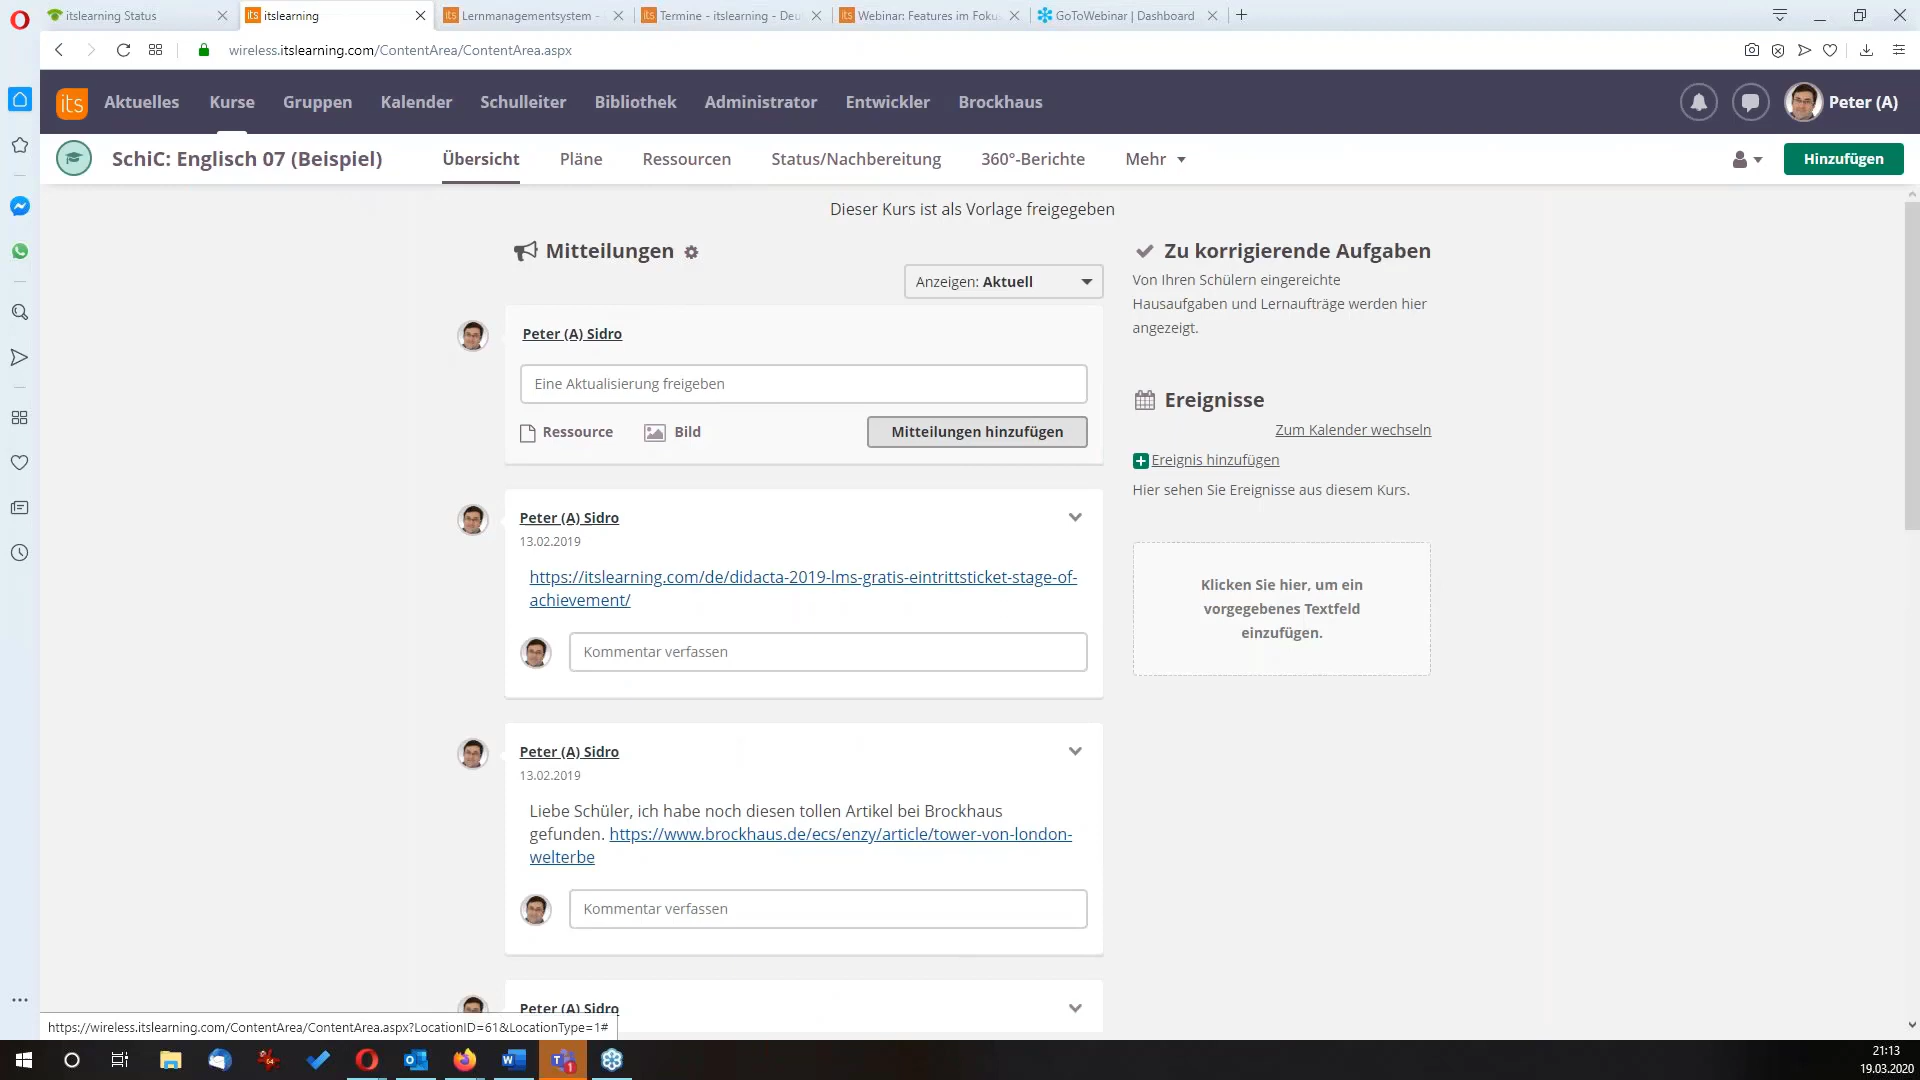 itslearning Status
itslearning
Lernmanagementsystem -
Termine - itslearning - Deu
Webinar: Features im Foku
GoToWebinar | Dashboard
wireless.itslearning.com/ContentArea/ContentArea.aspx
its
Aktuelles
Kurse
Gruppen
Kalender
Schulleiter
Bibliothek
Administrator
Entwickler
Brockhaus
Peter (A)
SchiC: Englisch 07 (Beispiel)
Übersicht
Pläne
Ressourcen
Status/Nachbereitung
360°-Berichte
Mehr
Hinzufügen
Dieser Kurs ist als Vorlage freigegeben
Mitteilungen
Anzeigen: Aktuell
Peter (A) Sidro
Eine Aktualisierung freigeben
Ressource
Bild
Mitteilungen hinzufügen
Peter (A) Sidro
13.02.2019
https://itslearning.com/de/didacta-2019-lms-gratis-eintrittsticket-stage-of-
achievement/
Kommentar verfassen
Peter (A) Sidro
13.02.2019
Liebe Schüler, ich habe noch diesen tollen Artikel bei Brockhaus
gefunden. https://www.brockhaus.de/ecs/enzy/article/tower-von-london-
welterbe
Kommentar verfassen
Peter (A) Sidro
Zu korrigierende Aufgaben
Von Ihren Schülern eingereichte
Hausaufgaben und Lernaufträge werden hier
angezeigt.
Ereignisse
Zum Kalender wechseln
Ereignis hinzufügen
Hier sehen Sie Ereignisse aus diesem Kurs.
Klicken Sie hier, um ein
vorgegebenes Textfeld
einzufügen.
https://wireless.itslearning.com/ContentArea/ContentArea.aspx?LocationID=61&LocationType=1#
21:13
19.03.2020